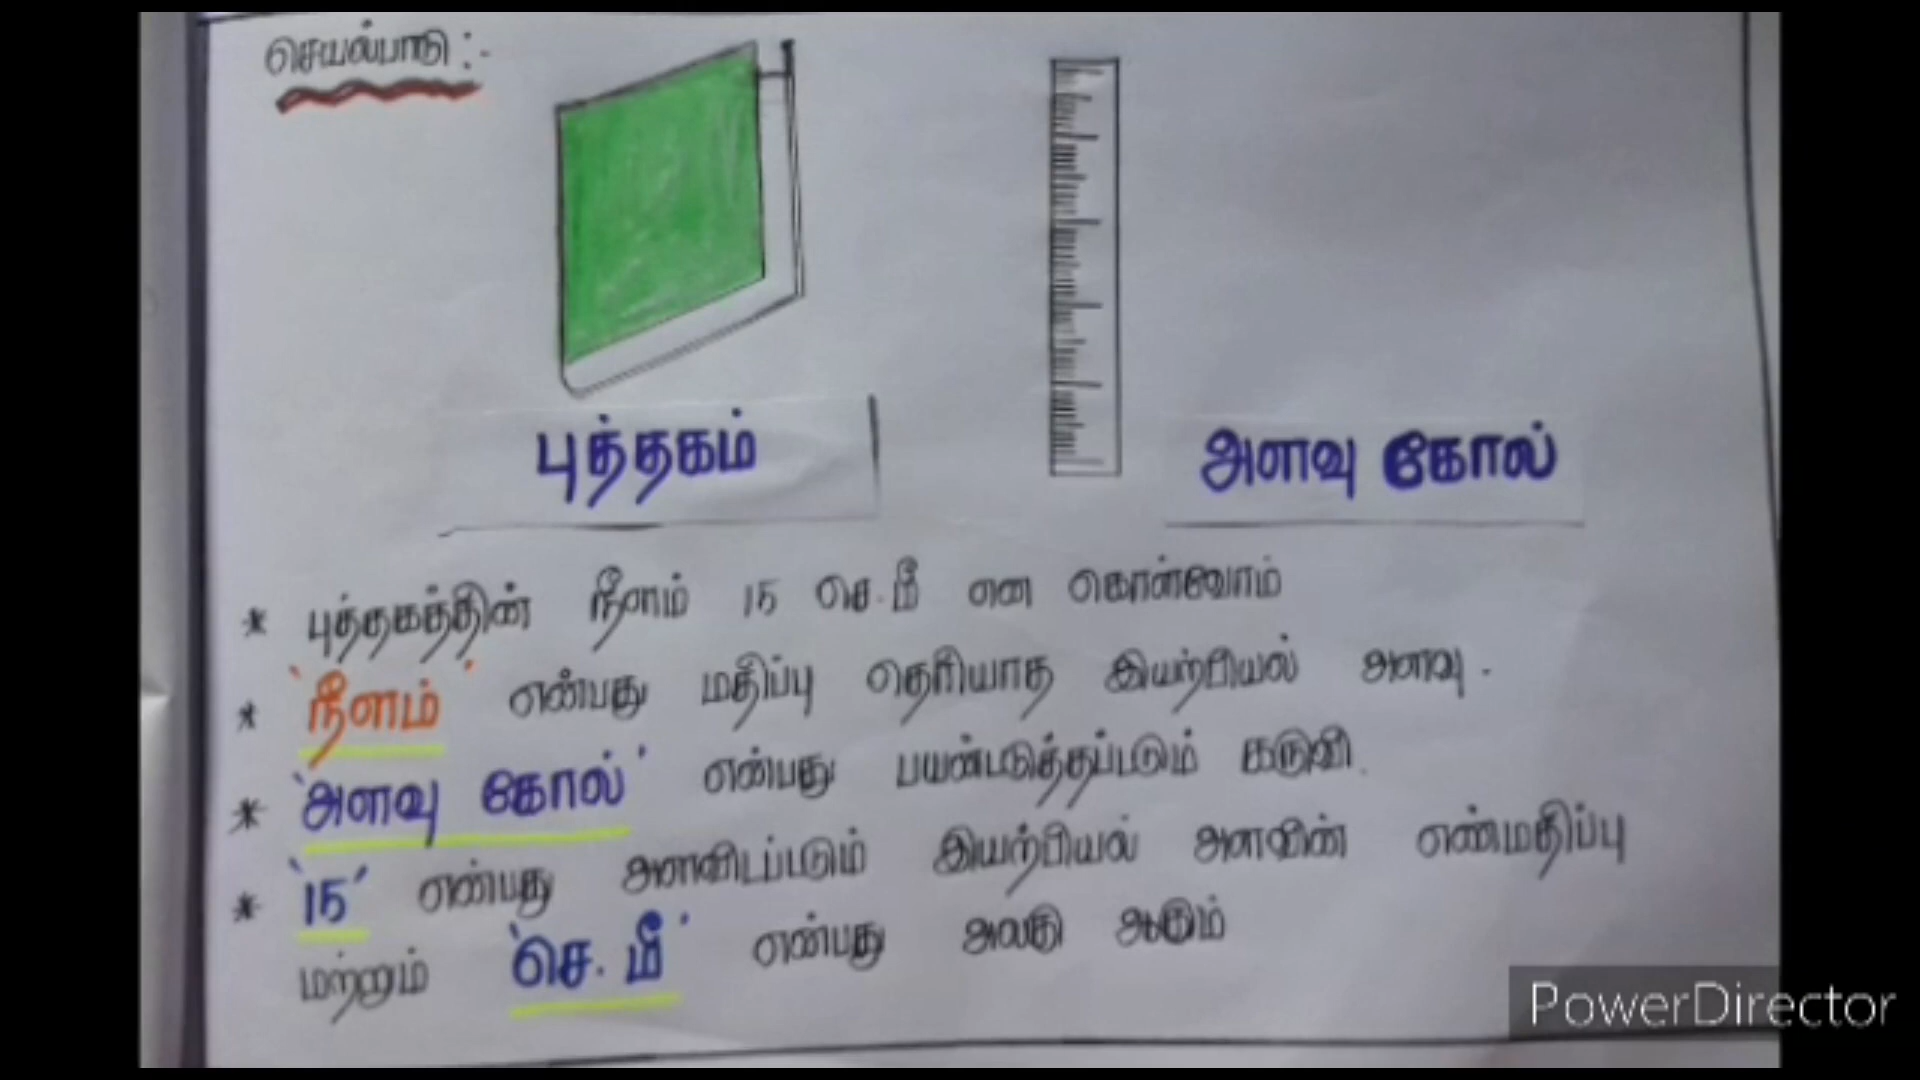 செயல்பாடு :-
புத்தகம்
அளவு கோல்
* புத்தகத்தின் நீளம் 15 செ.மீ என கொள்வோம்
* 'நீளம்' என்பது மதிப்பு தெரியாத இயற்பியல் அளவு.
* 'அளவு கோல்' என்பது பயன்படுத்தப்படும் கருவி.
* '15' என்பது அளவிடப்படும் இயற்பியல் அளவின் எண்மதிப்பு
மற்றும் 'செ.மீ' என்பது அலகு ஆகும்
PowerDirector